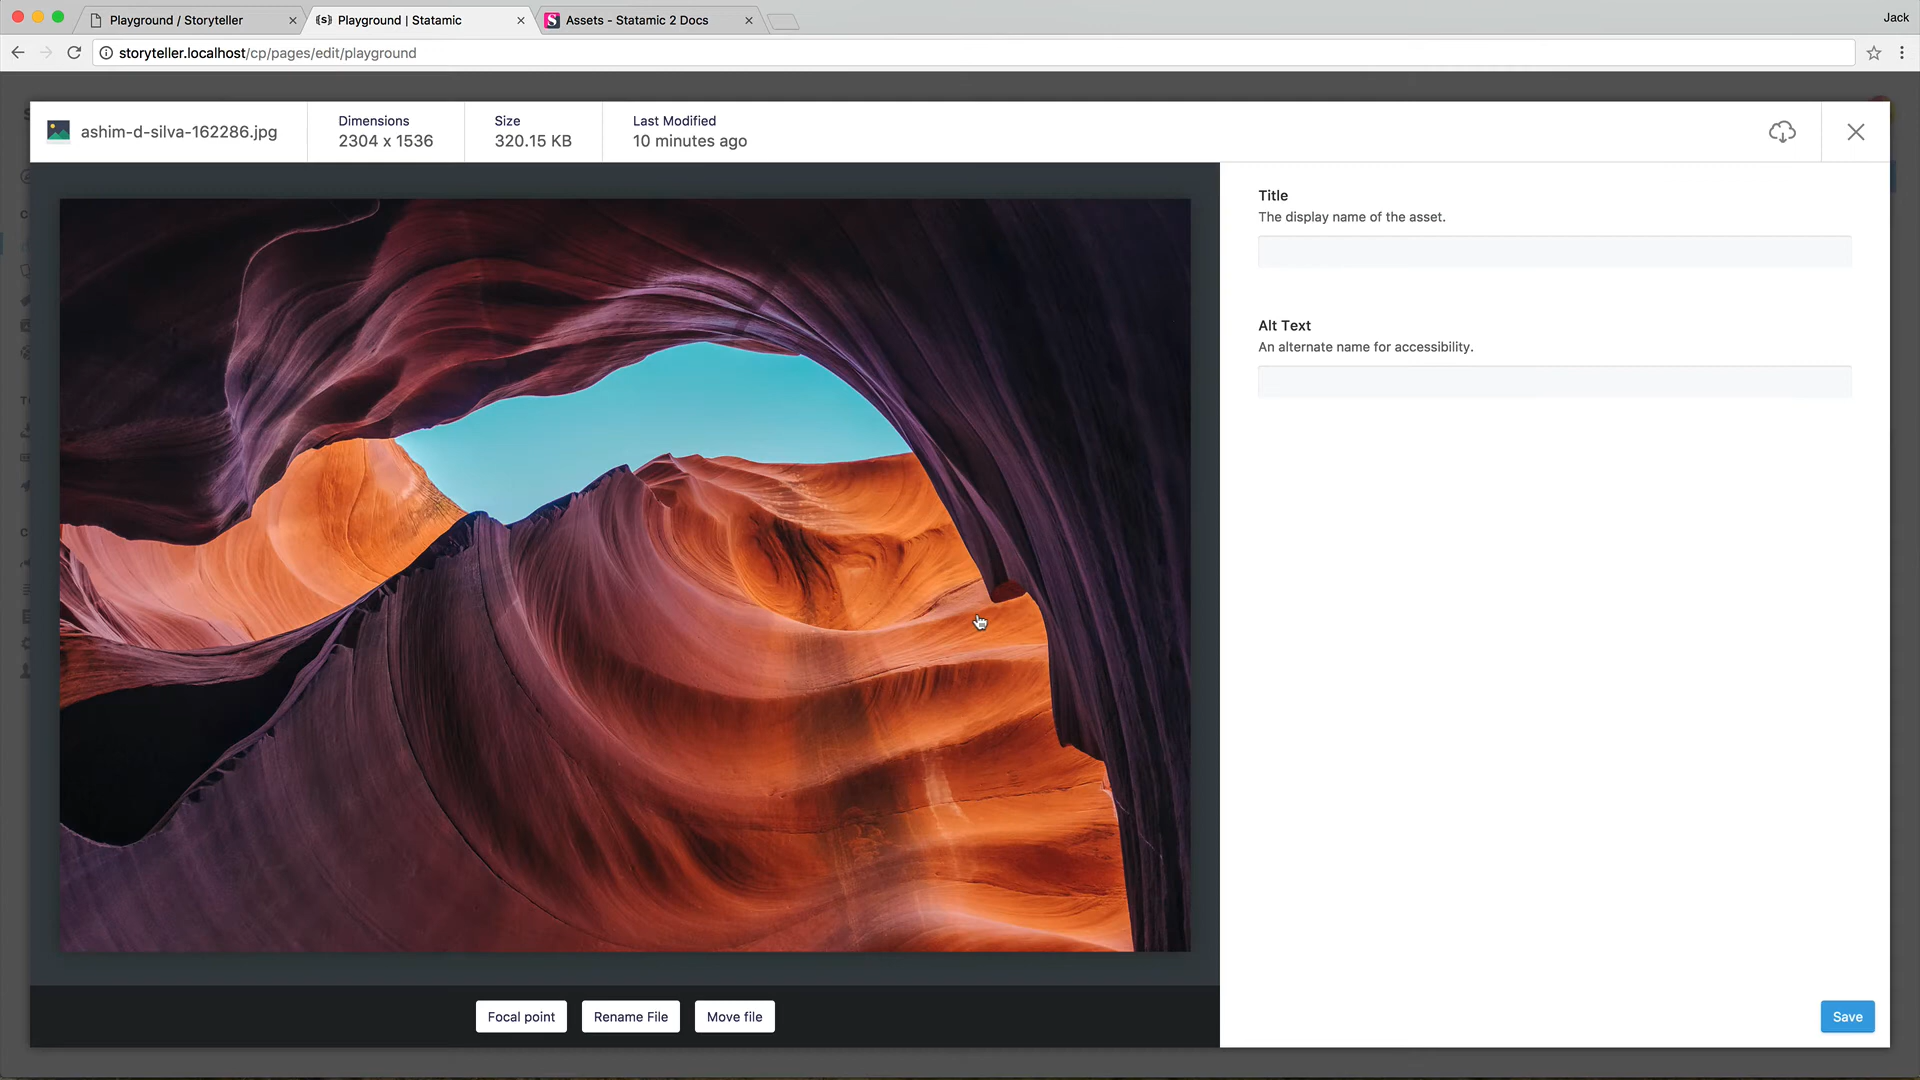 Playground / Storyteller
{s} Playground | Statamic
S Assets - Statamic 2 Docs
Jack
storyteller.localhost/cp/pages/edit/playground
ashim-d-silva-162286.jpg
Dimensions
2304 x 1536
Size
320.15 KB
Last Modified
10 minutes ago
Title
The display name of the asset.
Alt Text
An alternate name for accessibility.
Focal point
Rename File
Move file
Save